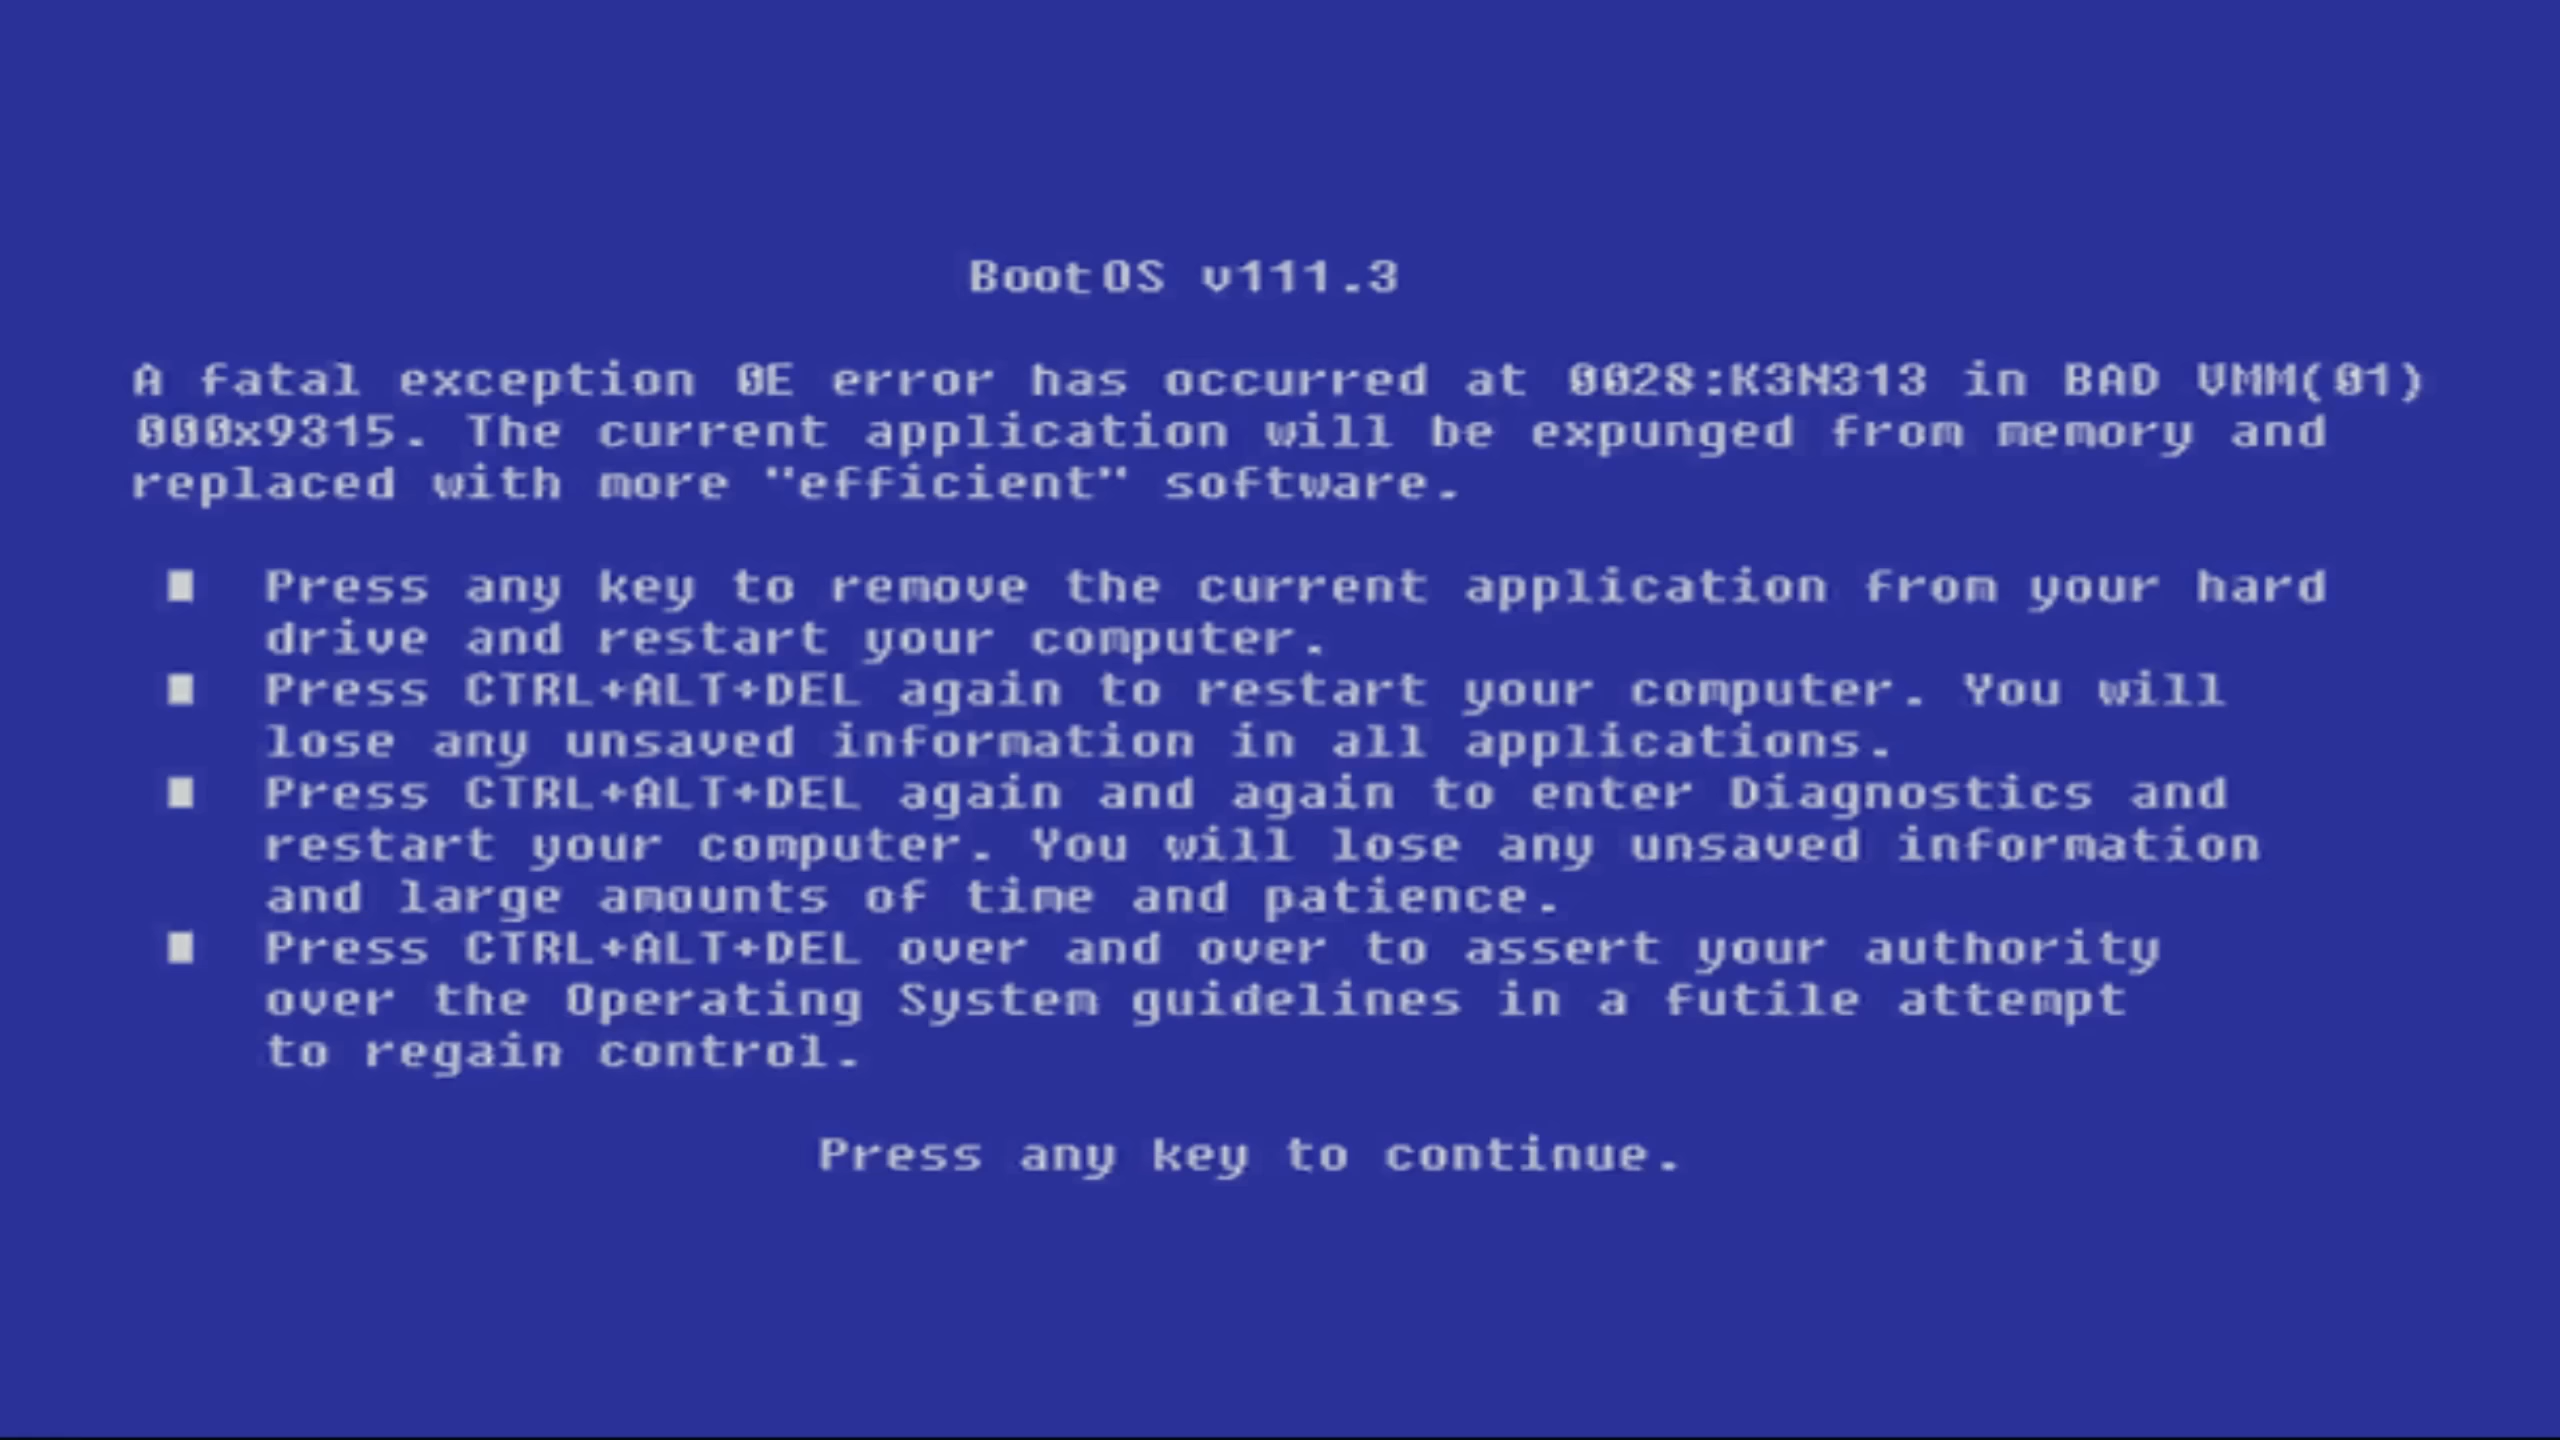 BootOS v111.3
A fatal exception 0E error has occurred at 0028:K3N313 in BAD VMM(01)
000x9315. The current application will be expunged from memory and
replaced with more "efficient" software.
■ Press any key to remove the current application from your hard
drive and restart your computer.
■ Press CTRL+ALT+DEL again to restart your computer. You will
lose any unsaved information in all applications.
■ Press CTRL+ALT+DEL again and again to enter Diagnostics and
restart your computer. You will lose any unsaved information
and large amounts of time and patience.
■ Press CTRL+ALT+DEL over and over to assert your authority
over the Operating System guidelines in a futile attempt
to regain control.
Press any key to continue.